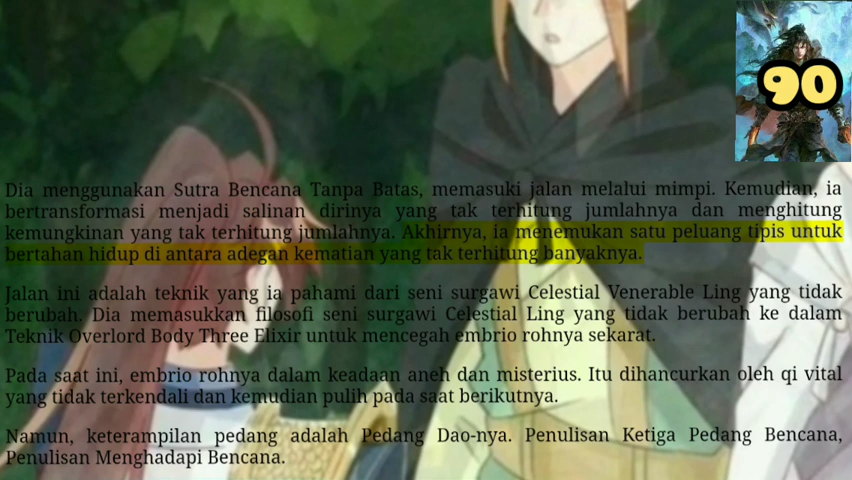 90
Dia menggunakan Sutra Bencana Tanpa Batas, memasuki jalan melalui mimpi. Kemudian, ia
bertransformasi menjadi salinan dirinya yang tak terhitung jumlahnya dan menghitung
kemungkinan yang tak terhitung jumlahnya. Akhirnya, ia menemukan satu peluang tipis untuk
bertahan hidup di antara adegan kematian yang tak terhitung banyaknya.
Jalan ini adalah teknik yang ia pahami dari seni surgawi Celestial Venerable Ling yang tidak
berubah. Dia memasukkan filosofi seni surgawi Celestial Ling yang tidak berubah ke dalam
Teknik Overlord Body Three Elixir untuk mencegah embrio rohnya sekarat.
Pada saat ini, embrio rohnya dalam keadaan aneh dan misterius. Itu dihancurkan oleh qi vital
yang tidak terkendali dan kemudian pulih pada saat berikutnya.
Namun, keterampilan pedang adalah Pedang Dao-nya. Penulisan Ketiga Pedang Bencana,
Penulisan Menghadapi Bencana.